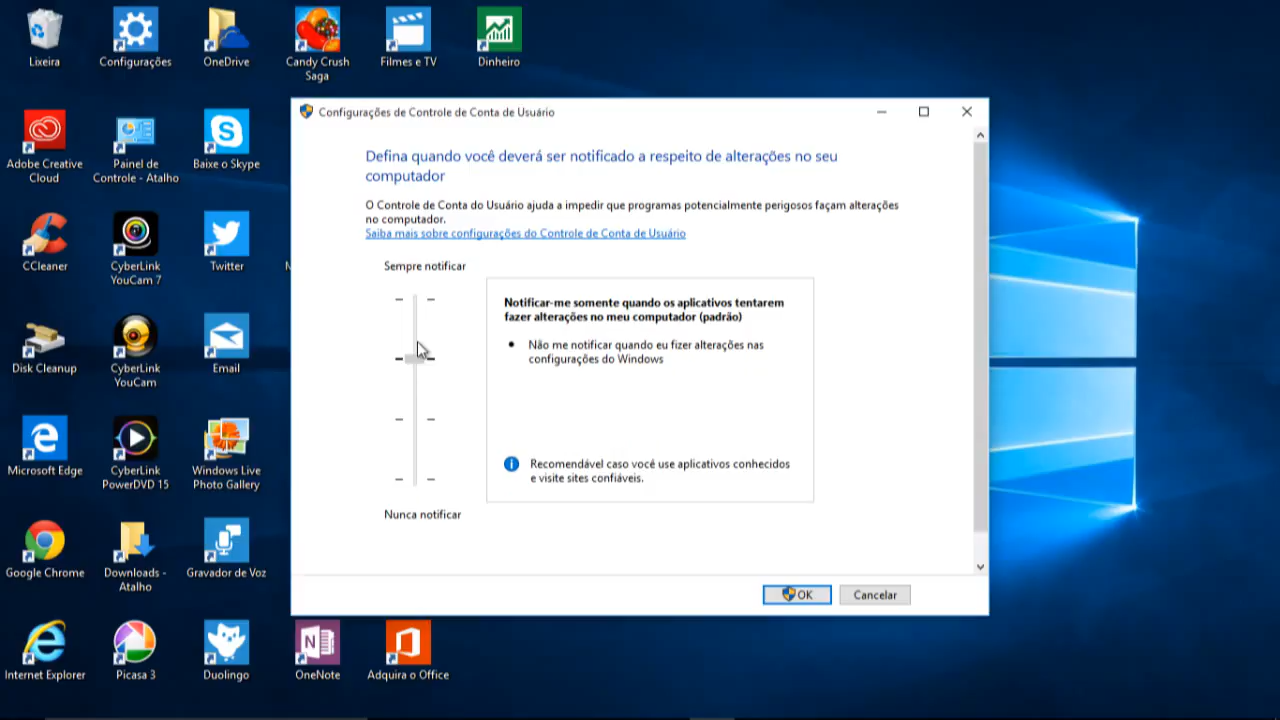 Lixeira
Configurações
OneDrive
Candy Crush
Saga
Filmes e TV
Dinheiro
Adobe Creative
Cloud
Painel de
Controle - Atalho
Baixe o Skype
CCleaner
CyberLink
YouCam 7
Twitter
Disk Cleanup
CyberLink
YouCam
Email
Microsoft Edge
CyberLink
PowerDVD 15
Windows Live
Photo Gallery
Google Chrome
Downloads -
Atalho
Gravador de Voz
Internet Explorer
Picasa 3
Duolingo
OneNote
Adquira o Office
Configurações de Controle de Conta de Usuário
Defina quando você deverá ser notificado a respeito de alterações no seu
computador
O Controle de Conta do Usuário ajuda a impedir que programas potencialmente perigosos façam alterações
no computador.
Saiba mais sobre configurações do Controle de Conta de Usuário
Sempre notificar
Notificar-me somente quando os aplicativos tentarem
fazer alterações no meu computador (padrão)
Não me notificar quando eu fizer alterações nas
configurações do Windows
Recomendável caso você use aplicativos conhecidos
e visite sites confiáveis.
Nunca notificar
OK
Cancelar